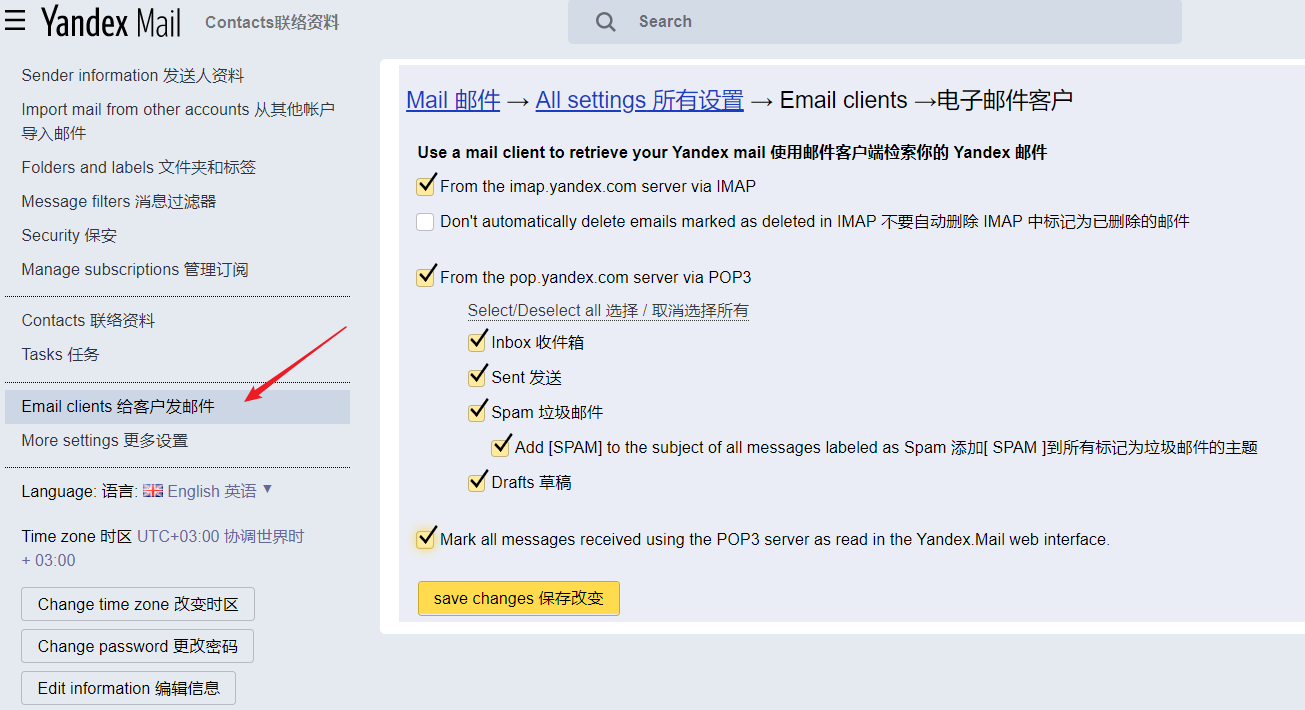 Yandex Mail
Contacts联络资料
Search
Sender information 发送人资料
Import mail from other accounts 从其他帐户
导入邮件
Folders and labels 文件夹和标签
Message filters 消息过滤器
Security 保安
Manage subscriptions 管理订阅
Contacts 联络资料
Tasks 任务
Email clients 给客户发邮件
More settings 更多设置
Language: 语言: English 英语
Time zone 时区 UTC+03:00 协调世界时
+ 03:00
Change time zone 改变时区
Change password 更改密码
Edit information 编辑信息
Mail 邮件 → All settings 所有设置 → Email clients →电子邮件客户
Use a mail client to retrieve your Yandex mail 使用邮件客户端检索你的 Yandex 邮件
From the imap.yandex.com server via IMAP
Don't automatically delete emails marked as deleted in IMAP 不要自动删除 IMAP 中标记为已删除的邮件
From the pop.yandex.com server via POP3
Select/Deselect all 选择 / 取消选择所有
Inbox 收件箱
Sent 发送
Spam 垃圾邮件
Add [SPAM] to the subject of all messages labeled as Spam 添加[ SPAM ]到所有标记为垃圾邮件的主题
Drafts 草稿
Mark all messages received using the POP3 server as read in the Yandex.Mail web interface.
save changes 保存改变